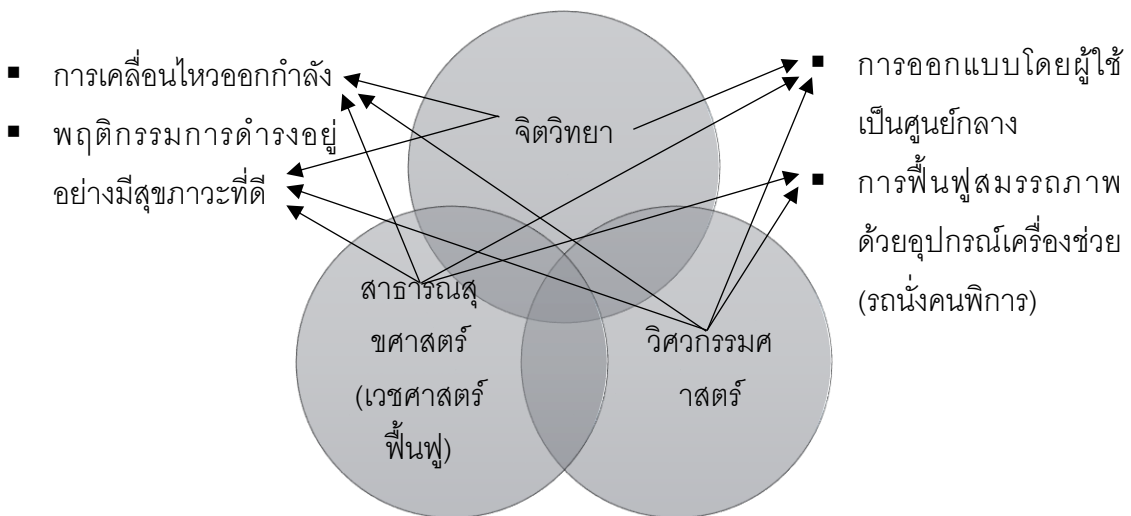 ▪ การเคลื่อนไหวออกกำลัง
▪ พฤติกรรมการดำรงอยู่
อย่างมีสุขภาวะที่ดี
จิตวิทยา
▪ การออกแบบโดยผู้ใช้
เป็นศูนย์กลาง
▪ การฟื้นฟูสมรรถภาพ
ด้วยอุปกรณ์เครื่องช่วย
(รถนั่งคนพิการ)
สาธารณสุ
ขศาสตร์
(เวชศาสตร์
ฟื้นฟู)
วิศวกรรมศ
าสตร์